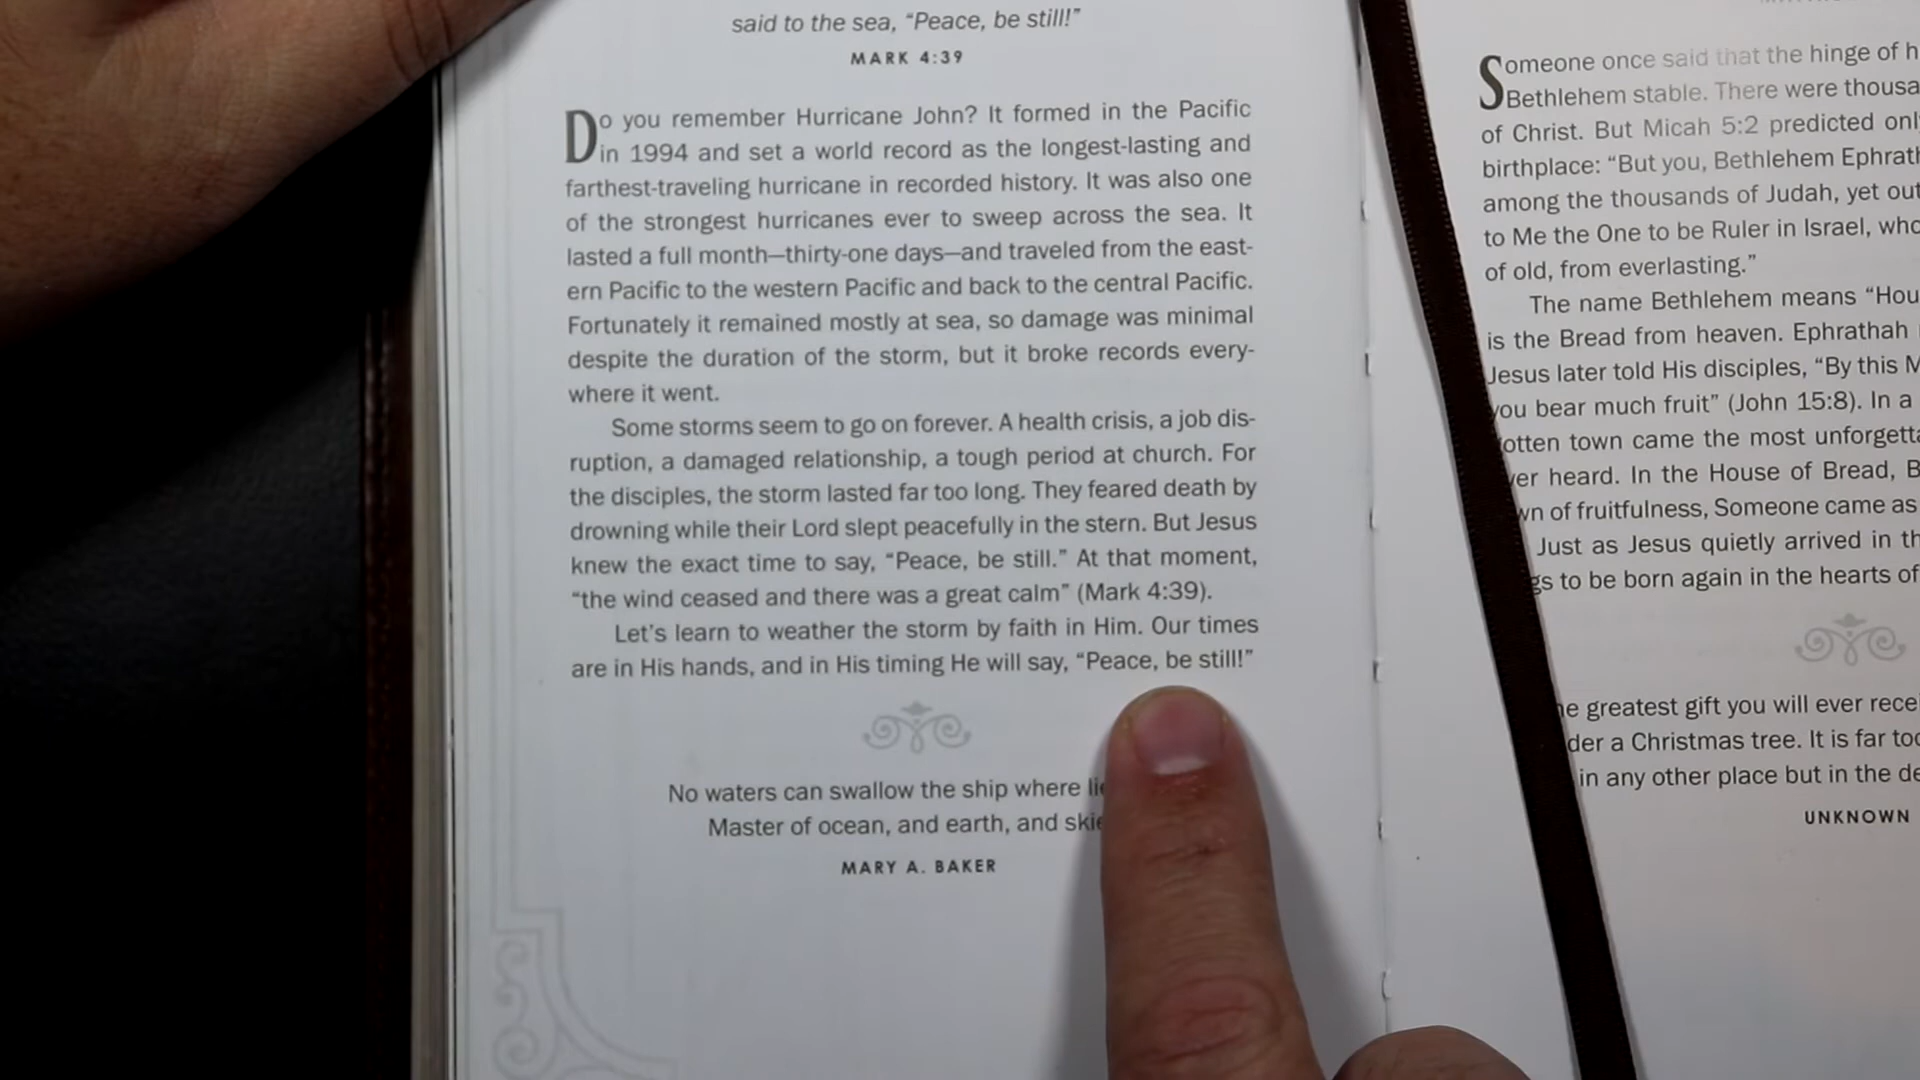 said to the sea, “Peace, be still!”
MARK 4:39
Do you remember Hurricane John? It formed in the Pacific
in 1994 and set a world record as the longest-lasting and
farthest-traveling hurricane in recorded history. It was also one
of the strongest hurricanes ever to sweep across the sea. It
lasted a full month—thirty-one days—and traveled from the east-
ern Pacific to the western Pacific and back to the central Pacific.
Fortunately it remained mostly at sea, so damage was minimal
despite the duration of the storm, but it broke records every-
where it went.
Some storms seem to go on forever. A health crisis, a job dis-
ruption, a damaged relationship, a tough period at church. For
the disciples, the storm lasted far too long. They feared death by
drowning while their Lord slept peacefully in the stern. But Jesus
knew the exact time to say, “Peace, be still.” At that moment,
“the wind ceased and there was a great calm” (Mark 4:39).
Let’s learn to weather the storm by faith in Him. Our times
are in His hands, and in His timing He will say, “Peace, be still!”
No waters can swallow the ship where
Master of ocean, and earth, and
MARY A. BAKER
Someone once said that the hinge of
Bethlehem stable. There were
of Christ. But Micah 5:2 predicted
birthplace: “But you, Bethlehem
among the thousands of Judah, yet out
to Me the One to be Ruler in Israel,
of old, from everlasting.”
The name Bethlehem means
is the Bread from heaven. Ephrathah
Jesus later told His disciples, “By this
you bear much fruit” (John 15:8). In a
town came the most
heard. In the House of Bread,
of fruitfulness, Someone came as
Just as Jesus quietly arrived in
to be born again in the hearts of
greatest gift you will ever
a Christmas tree. It is far
in any other place but in the
UNKNOWN